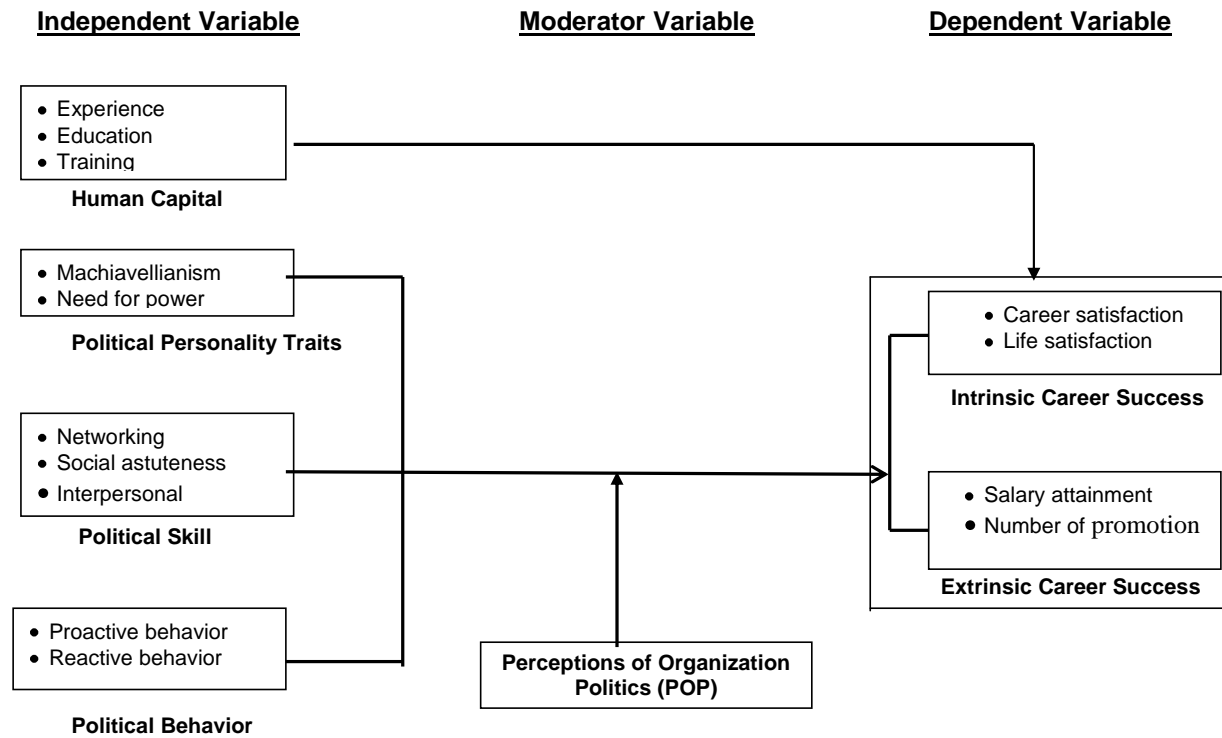 Independent Variable
Moderator Variable
Dependent Variable
• Experience
• Education
• Training
Human Capital
• Machiavellianism
• Need for power
Political Personality Traits
• Networking
• Social astuteness
• Interpersonal
Political Skill
• Proactive behavior
• Reactive behavior
Political Behavior
Perceptions of Organization
Politics (POP)
• Career satisfaction
• Life satisfaction
Intrinsic Career Success
• Salary attainment
• Number of promotion
Extrinsic Career Success